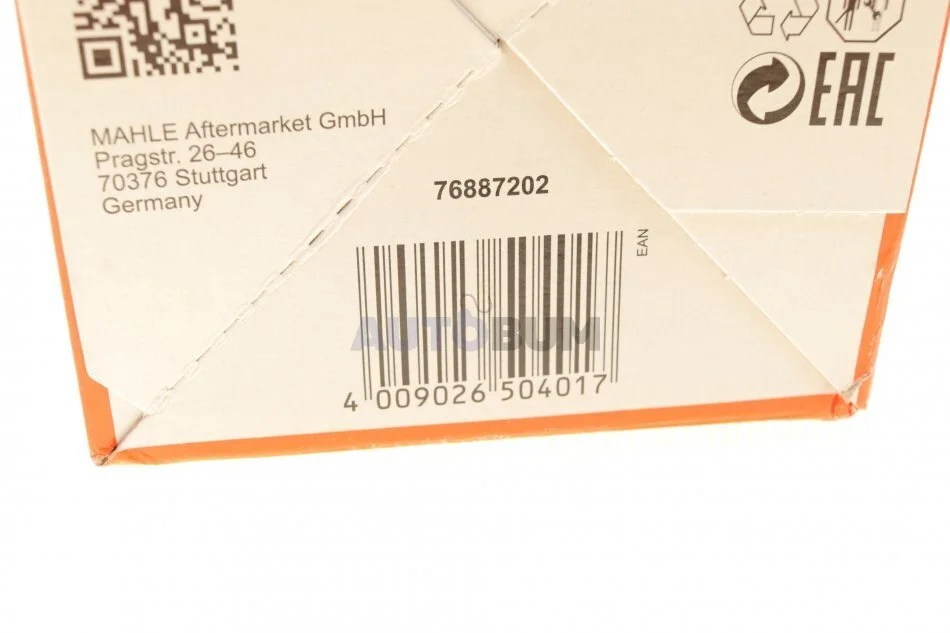 MAHLE Aftermarket GmbH
Pragstr. 26–46
70376 Stuttgart
Germany
EAC
76887202
EAN
AUTOBUM
4 009026 504017